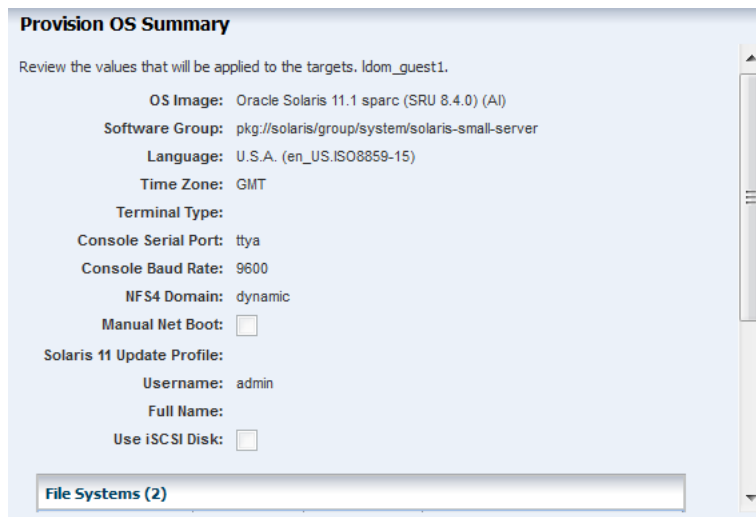 Provision OS Summary
Review the values that will be applied to the targets. ldom_guest1.
OS Image: Oracle Solaris 11.1 sparc (SRU 8.4.0) (AI)
Software Group: pkg://solaris/group/system/solaris-small-server
Language: U.S.A. (en_US.ISO8859-15)
Time Zone: GMT
Terminal Type:
Console Serial Port: ttya
Console Baud Rate: 9600
NFS4 Domain: dynamic
Manual Net Boot:
Solaris 11 Update Profile:
Username: admin
Full Name:
Use iSCSI Disk:
File Systems (2)